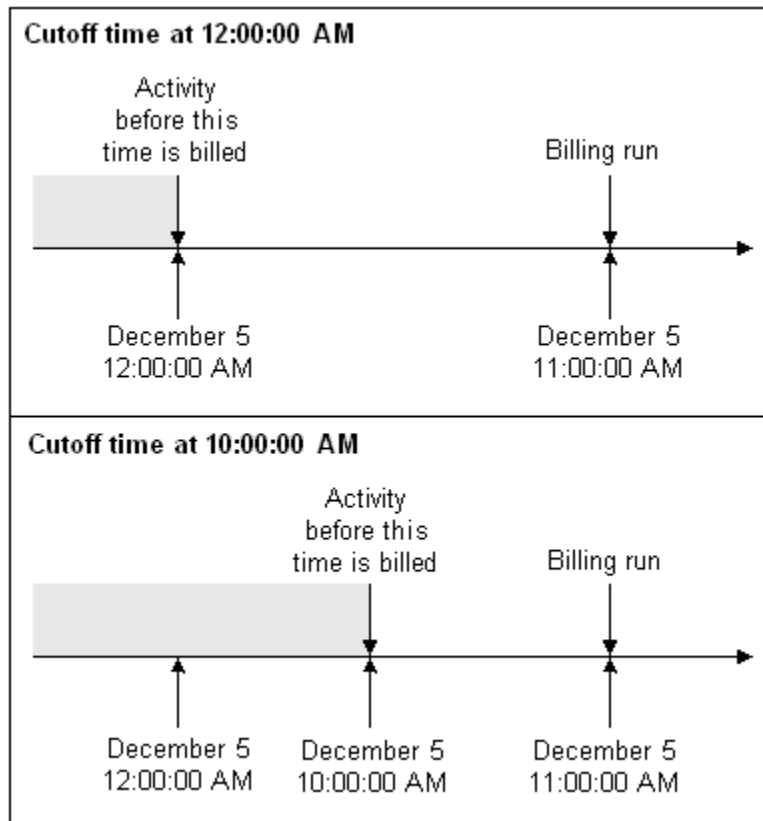 Cutoff time at 12:00:00 AM
Activity
before this
time is billed
Billing run
December 5
12:00:00 AM
December 5
11:00:00 AM
Cutoff time at 10:00:00 AM
Activity
before this
time is billed
Billing run
December 5
12:00:00 AM
December 5
10:00:00 AM
December 5
11:00:00 AM